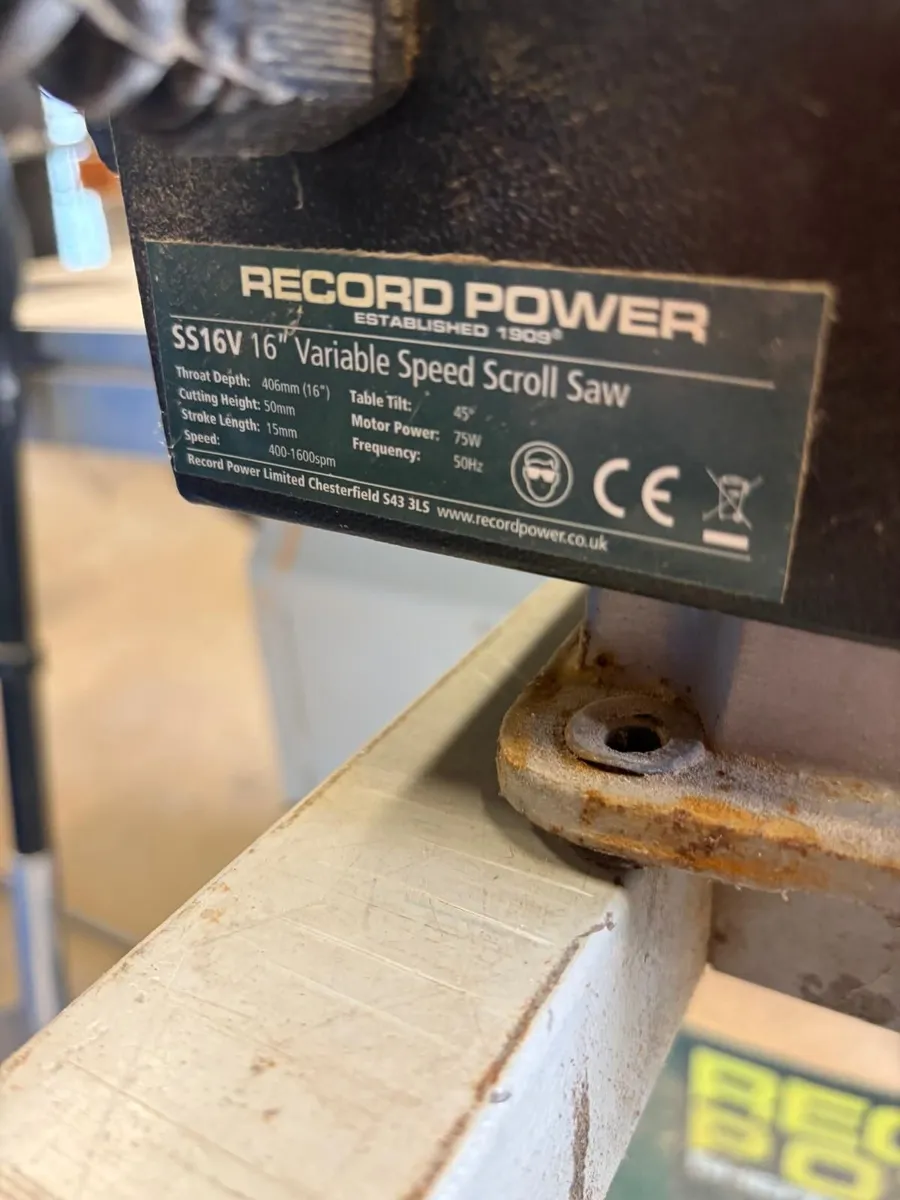 RECORD POWER
ESTABLISHED 1909®
SS16V 16" Variable Speed Scroll Saw
Throat Depth: 406mm (16")
Cutting Height: 50mm
Stroke Length: 15mm
Speed: 400-1600spm
Table Tilt: 45°
Motor Power: 75W
Frequency: 50Hz
CE
Record Power Limited Chesterfield S43 3LS www.recordpower.co.uk
REC
PO